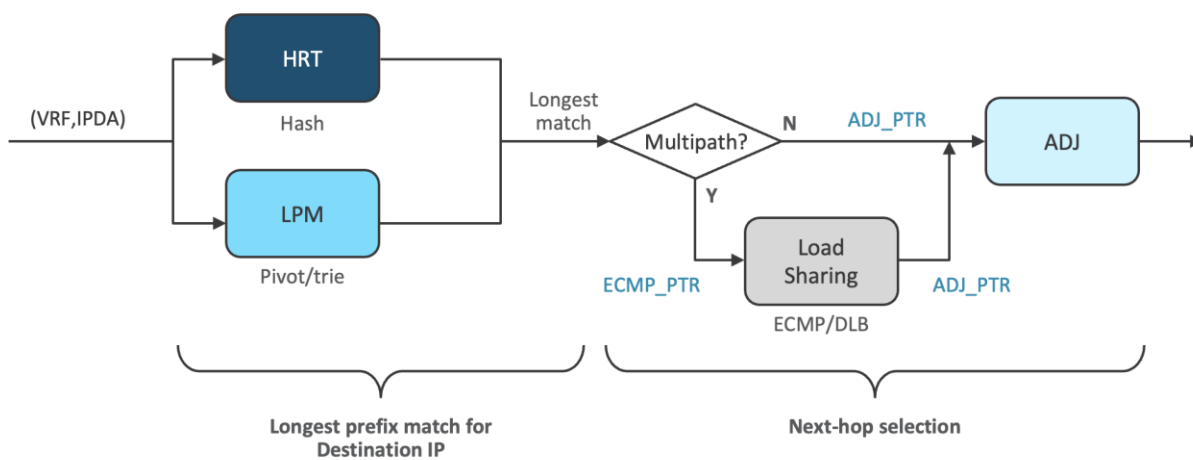 HRT
(VRF,IPDA)
Hash
LPM
Pivot/trie
Longest
match
Multipath?
N
ADJ_PTR
ADJ
Y
ECMP_PTR
Load
Sharing
ADJ_PTR
ECMP/DLB
Longest prefix match for
Destination IP
Next-hop selection